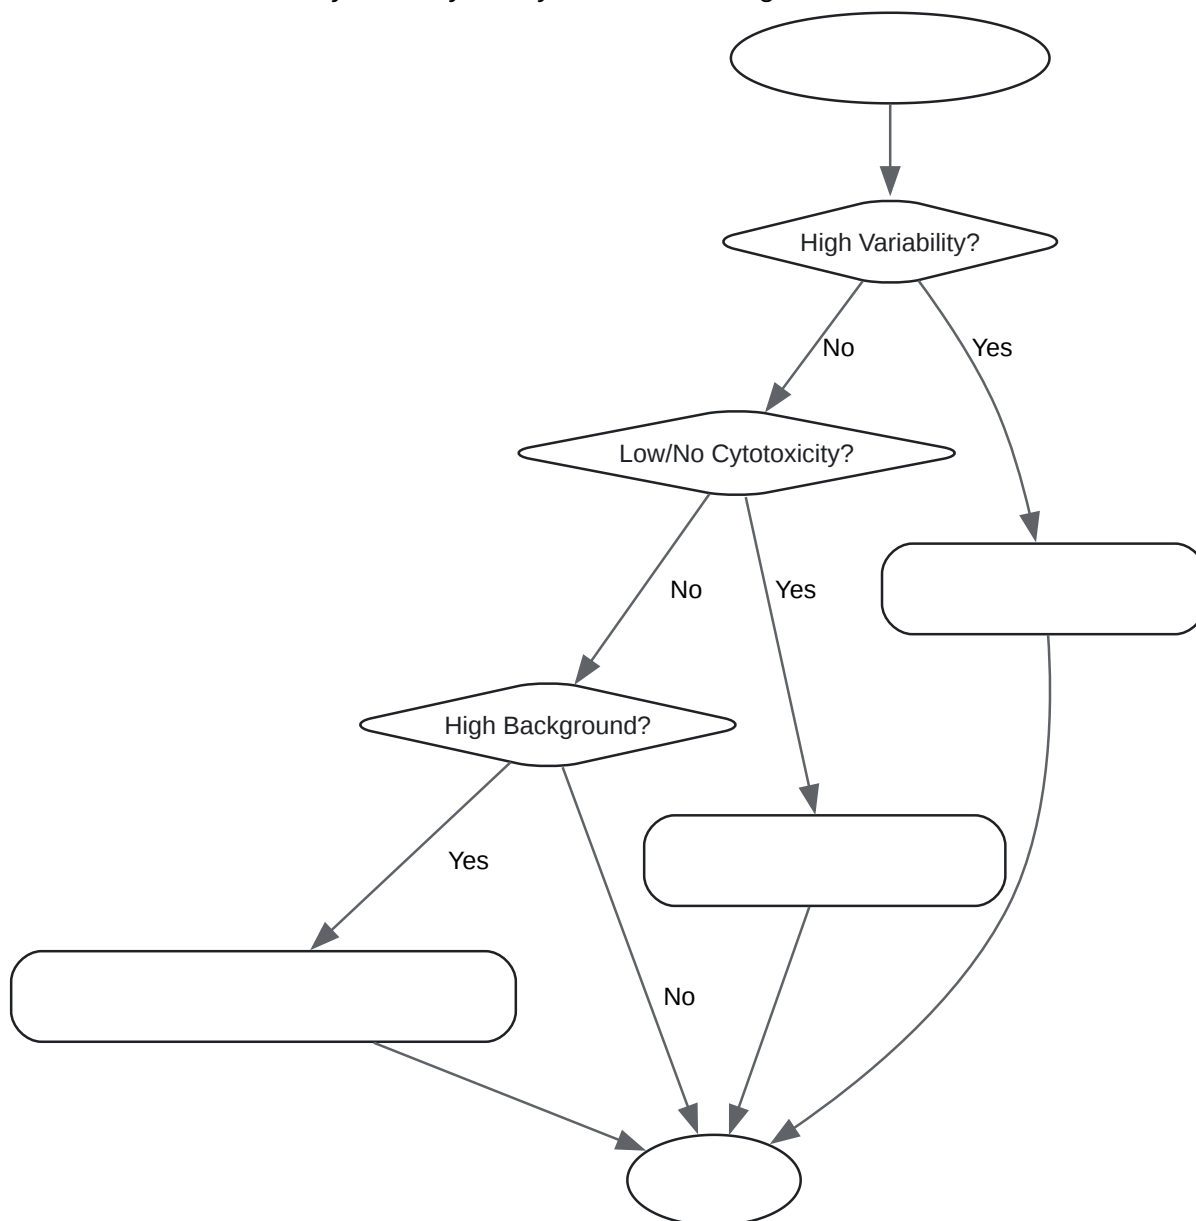 High Variability?
No
Yes
Low/No Cytotoxicity?
No
Yes
High Background?
Yes
No